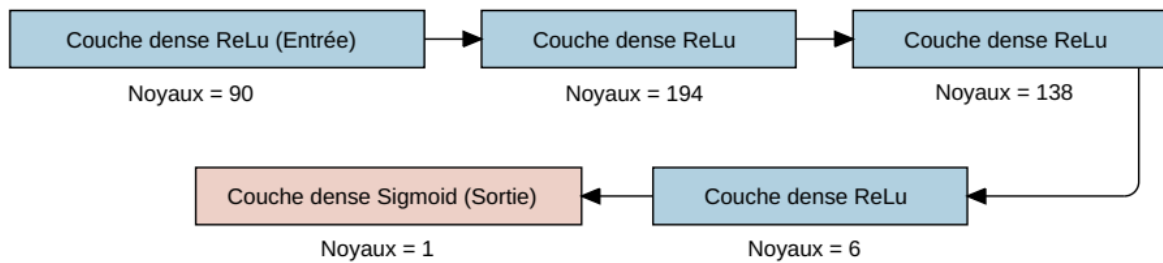 Couche dense ReLu (Entrée)
Noyaux = 90
Couche dense ReLu
Noyaux = 194
Couche dense ReLu
Noyaux = 138
Couche dense ReLu
Noyaux = 6
Couche dense Sigmoid (Sortie)
Noyaux = 1